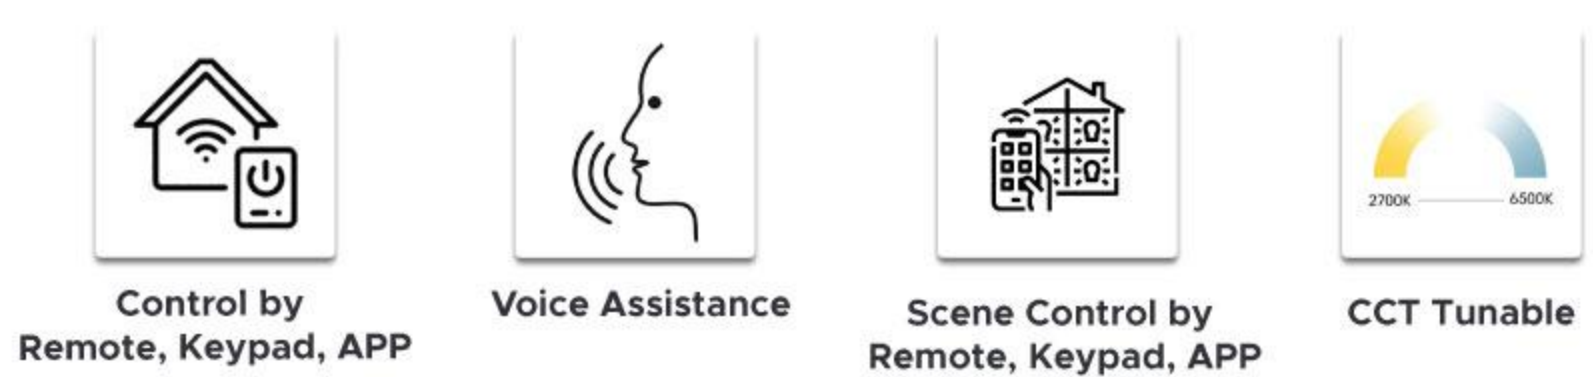 Control by
Remote, Keypad, APP
Voice Assistance
Scene Control by
Remote, Keypad, APP
2700K
6500K
CCT Tunable